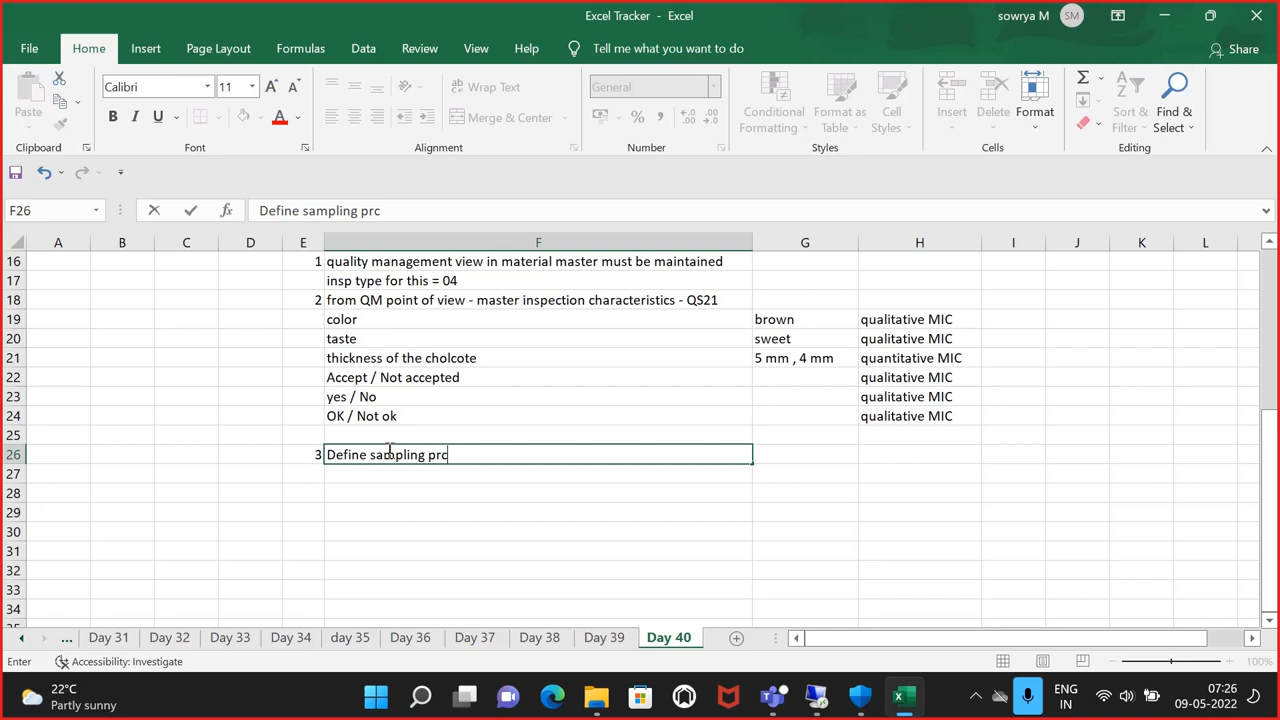 Excel Tracker - Excel
sowrya M
SM
File Home Insert Page Layout Formulas Data Review View Help Tell me what you want to do
Share
Paste
Calibri 11
Wrap Text
Merge & Center
General
Conditional Formatting
Format as Table
Cell Styles
Insert Delete Format
Sort & Filter
Find & Select
Clipboard Font Alignment Number Styles Cells Editing
F26 Define sampling prc
A B C D E F G H I J K L
16 1 quality management view in material master must be maintained
17 insp type for this = 04
18 2 from QM point of view - master inspection characteristics - QS21
19 color brown qualitative MIC
20 taste sweet qualitative MIC
21 thickness of the cholcote 5 mm , 4 mm quantitative MIC
22 Accept / Not accepted qualitative MIC
23 yes / No qualitative MIC
24 OK / Not ok qualitative MIC
25
26 3 Define sampling prc
27
28
29
30
31
32
33
34
... Day 31 Day 32 Day 33 Day 34 day 35 Day 36 Day 37 Day 38 Day 39 Day 40
Enter Accessibility: Investigate 100%
22°C
Partly sunny
ENG
IN
07:26
09-05-2022